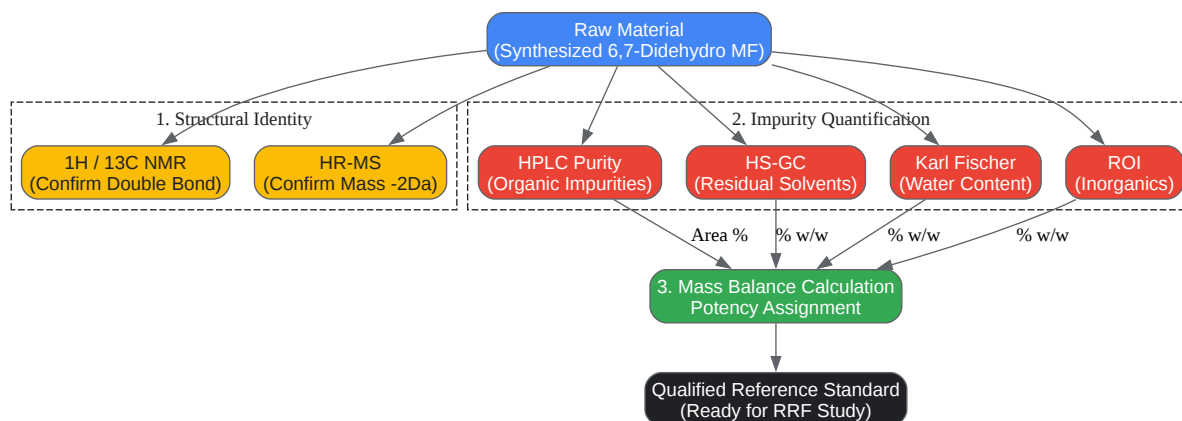 Raw Material
(Synthesized 6,7-Didehydro MF)
1. Structural Identity
2. Impurity Quantification
1H / 13C NMR
(Confirm Double Bond)
HR-MS
(Confirm Mass -2Da)
HPLC Purity
(Organic Impurities)
HS-GC
(Residual Solvents)
Karl Fischer
(Water Content)
ROI
(Inorganics)
Area %
% w/w
% w/w
% w/w
3. Mass Balance Calculation
Potency Assignment
Qualified Reference Standard
(Ready for RRF Study)